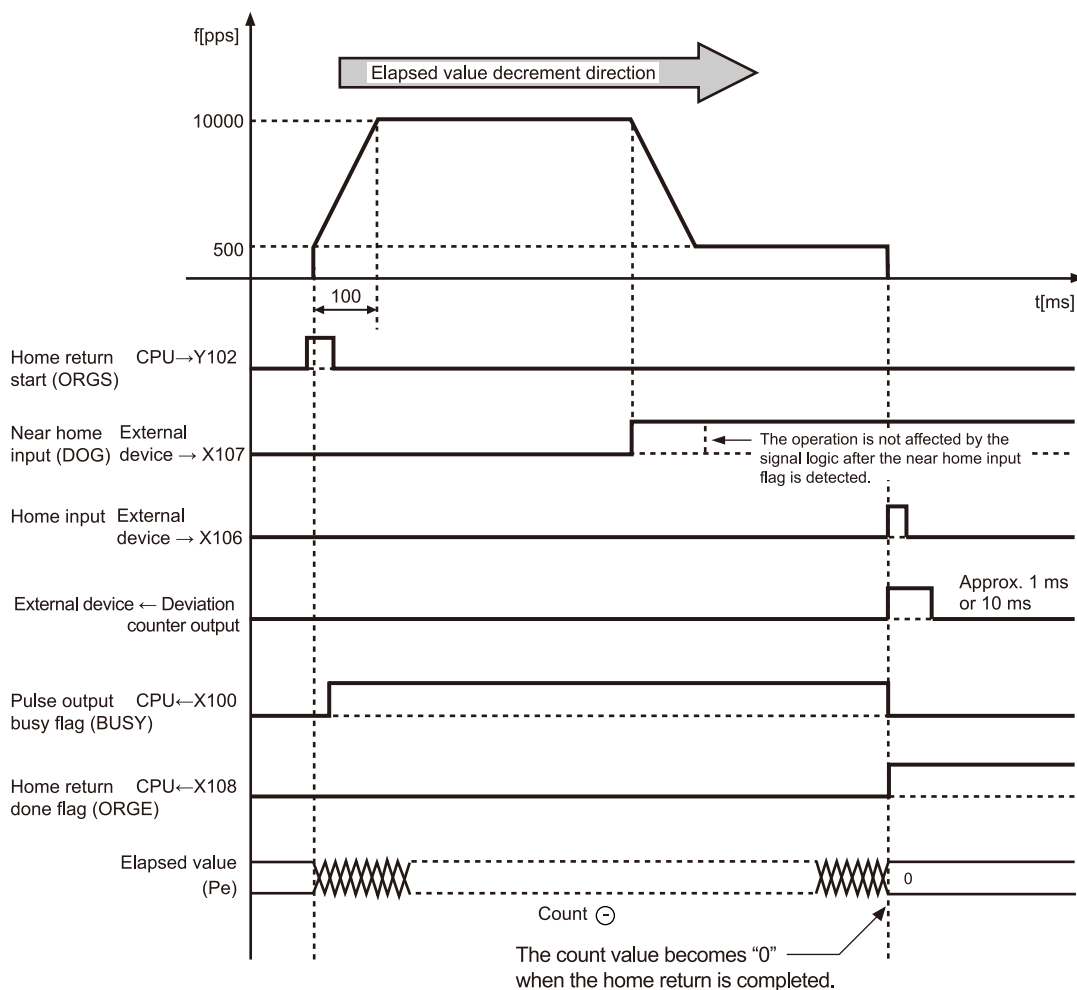 f[pps]
Elapsed value decrement direction
10000
500
100
t[ms]
Home return CPU→Y102
start (ORGS)
Near home External
input (DOG) device → X107
The operation is not affected by the
signal logic after the near home input
flag is detected.
Home input External
device → X106
External device ← Deviation
counter output
Approx. 1 ms
or 10 ms
Pulse output CPU←X100
busy flag (BUSY)
Home return CPU←X108
done flag (ORGE)
Elapsed value
(Pe)
0
Count ⊖
The count value becomes “0”
when the home return is completed.